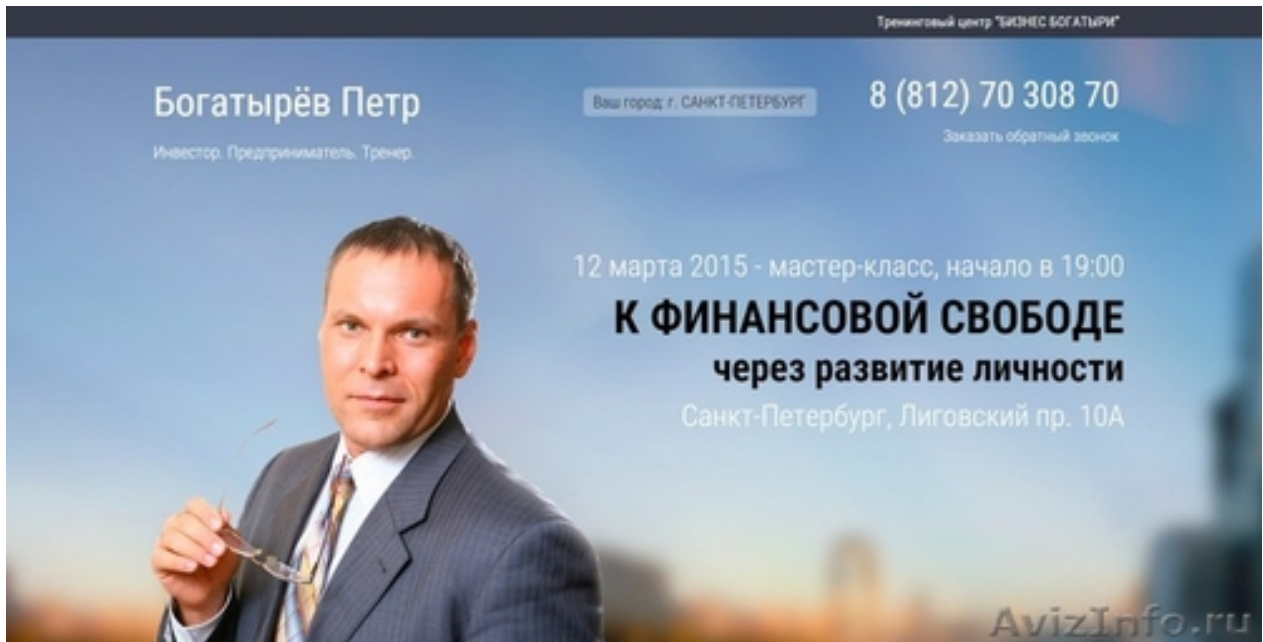 Тренинговый центр "БИЗНЕС БОГАТЫРИ"
Богатырёв Петр
Ваш город: г. САНКТ-ПЕТЕРБУРГ
8 (812) 70 308 70
Заказать обратный звонок
Инвестор. Предприниматель. Тренер.
12 марта 2015 - мастер-класс, начало в 19:00
К ФИНАНСОВОЙ СВОБОДЕ
через развитие личности
Санкт-Петербург, Лиговский пр. 10А
AvizInfo.ru